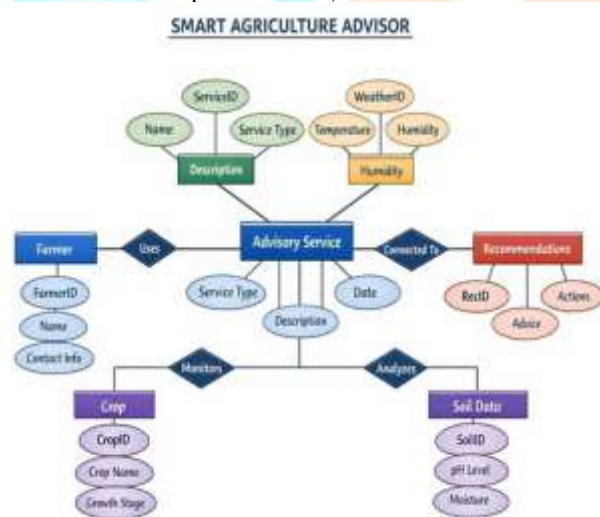 SMART AGRICULTURE ADVISOR
ServiceID
WeatherID
Name
Service Type
Temperature
Humidity
Description
Humidity
Farmer
Uses
Advisory Service
Connected To
Recommendations
FarmerID
Service Type
Date
RectID
Actions
Name
Description
Advice
Contact Info
Monitors
Analyzes
Crop
Soil Data
CropID
SoilID
Crop Name
pH Level
Growth Stage
Moisture